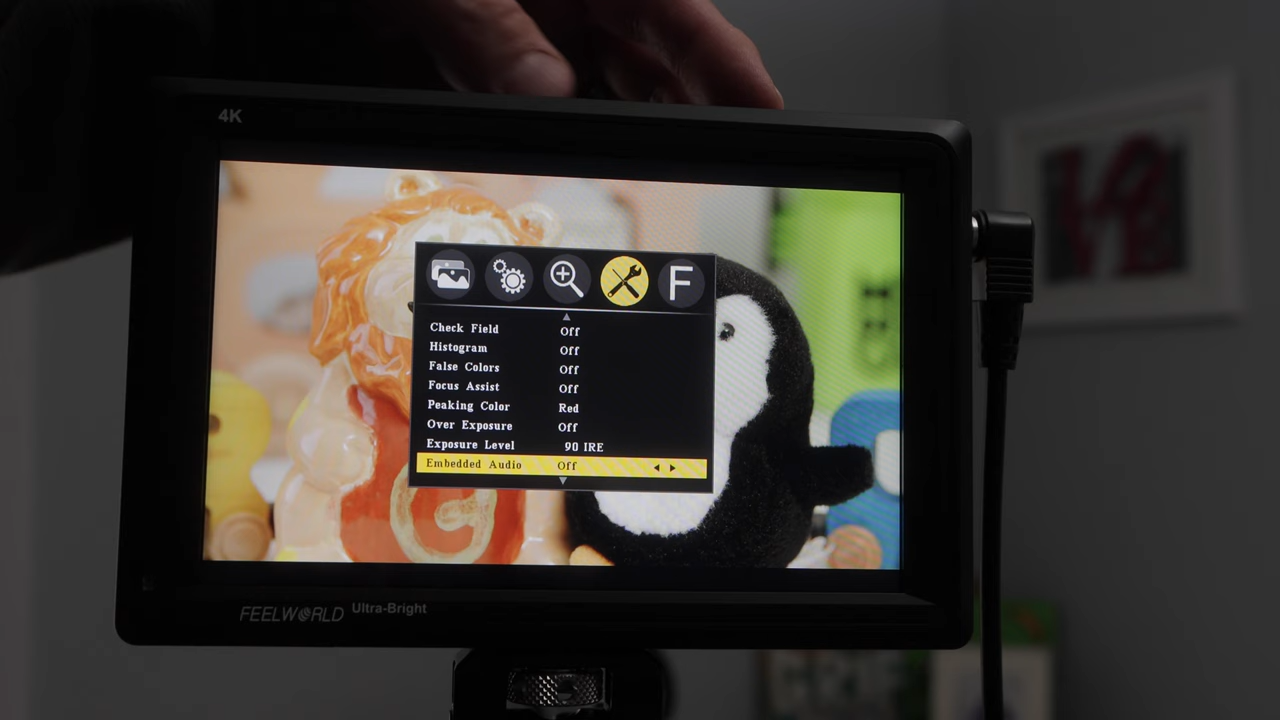 4K
F
Check Field Off
Histogram Off
False Colors Off
Focus Assist Off
Peaking Color Red
Over Exposure Off
Exposure Level 90 IRE
Embedded Audio Off
G
FEELWORLD Ultra-Bright